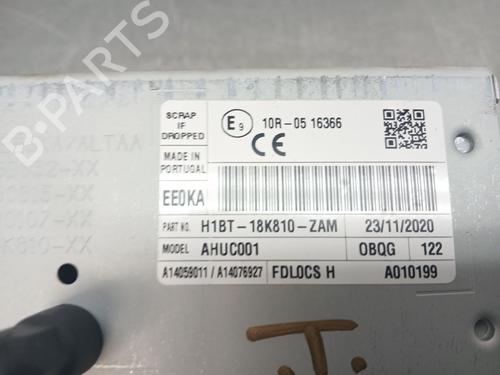 B-PARTS
SCRAP
IF
DROPPED
E9
10R-05 16366
CE
MADE IN
PORTUGAL
EE0KA
PART NO. H1BT-18K810-ZAM 23/11/2020
MODEL AHUC001 OBQG 122
A14059011 / A14076927 FDLOCS H A010199
J.